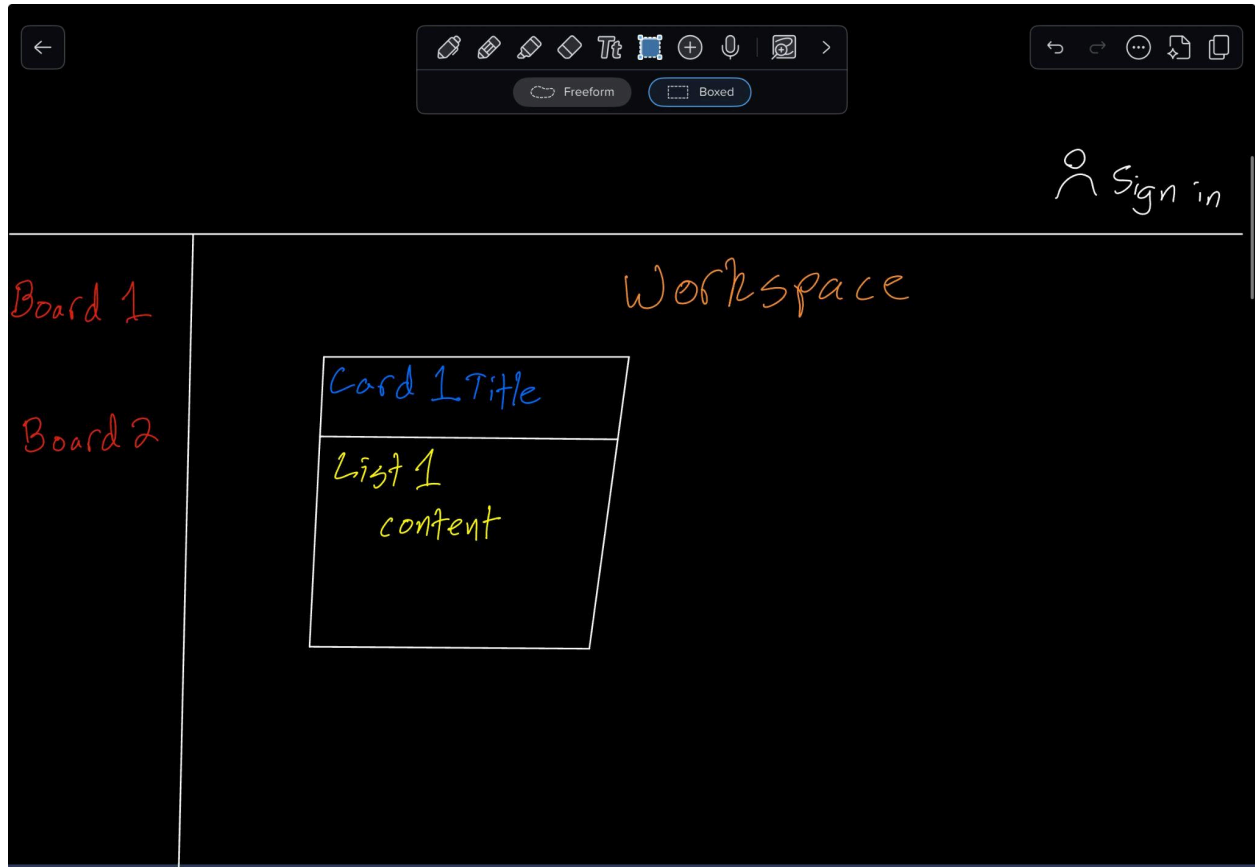 Freeform
Boxed
Sign in
Workspace
Board 1
Board 2
Card 1 Title
List 1
content